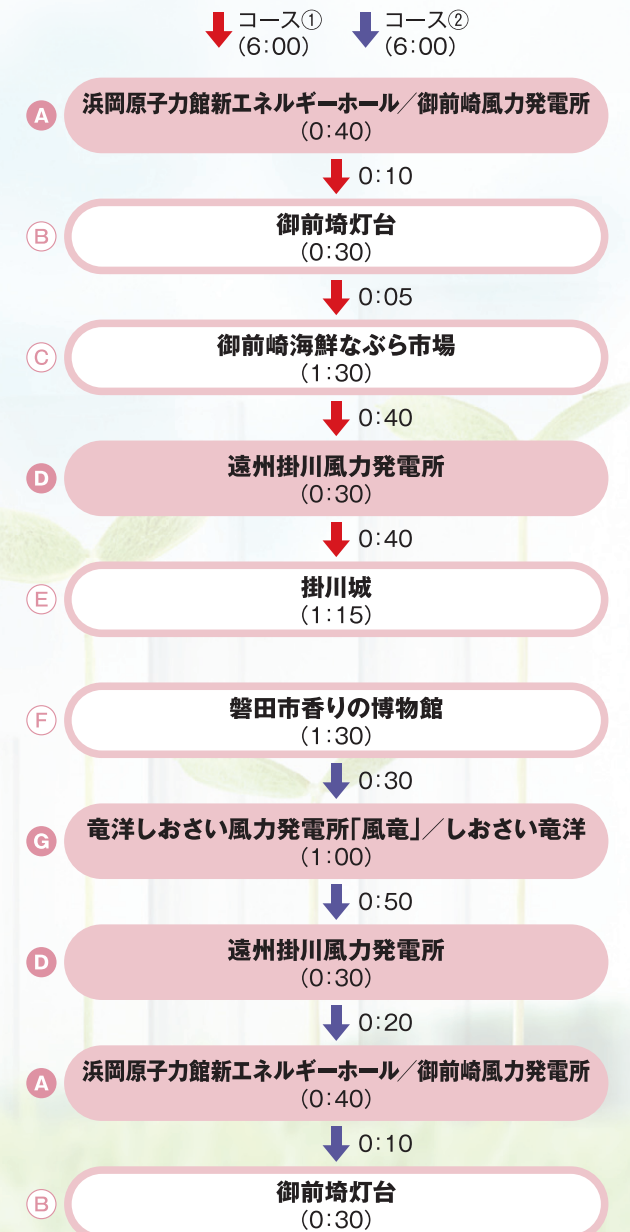 コース① コース②
(6:00) (6:00)
A 浜岡原子力館新エネルギーホール/御前崎風力発電所
(0:40)
0:10
B 御前埼灯台
(0:30)
0:05
C 御前崎海鮮なぶら市場
(1:30)
0:40
D 遠州掛川風力発電所
(0:30)
0:40
E 掛川城
(1:15)
F 磐田市香りの博物館
(1:30)
0:30
G 竜洋しおさい風力発電所「風竜」/しおさい竜洋
(1:00)
0:50
D 遠州掛川風力発電所
(0:30)
0:20
A 浜岡原子力館新エネルギーホール/御前崎風力発電所
(0:40)
0:10
B 御前埼灯台
(0:30)